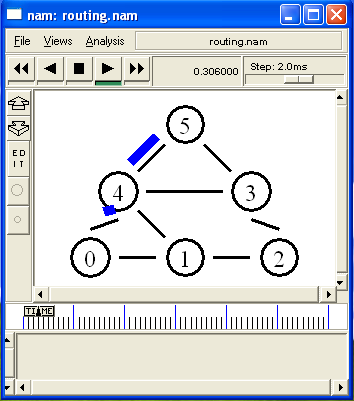 nam: routing.nam
File Views Analysis routing.nam
0.306000 Step: 2.0ms
E D
I T
5
4 3
0 1 2
TIME